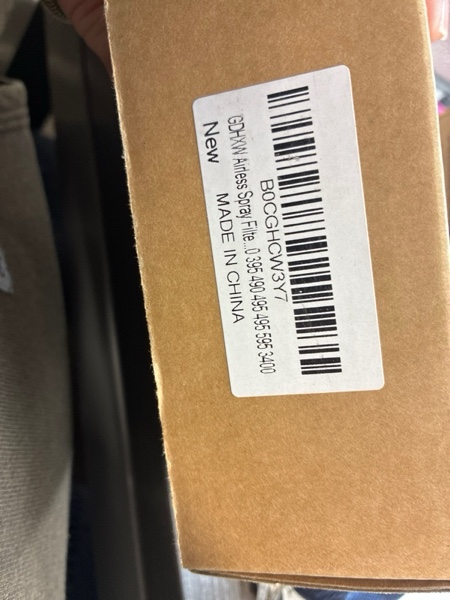 B0CGHCW3Y7
GDHXW Airless Spray Filte...0 395 490 495 495 595 3400
New
MADE IN CHINA